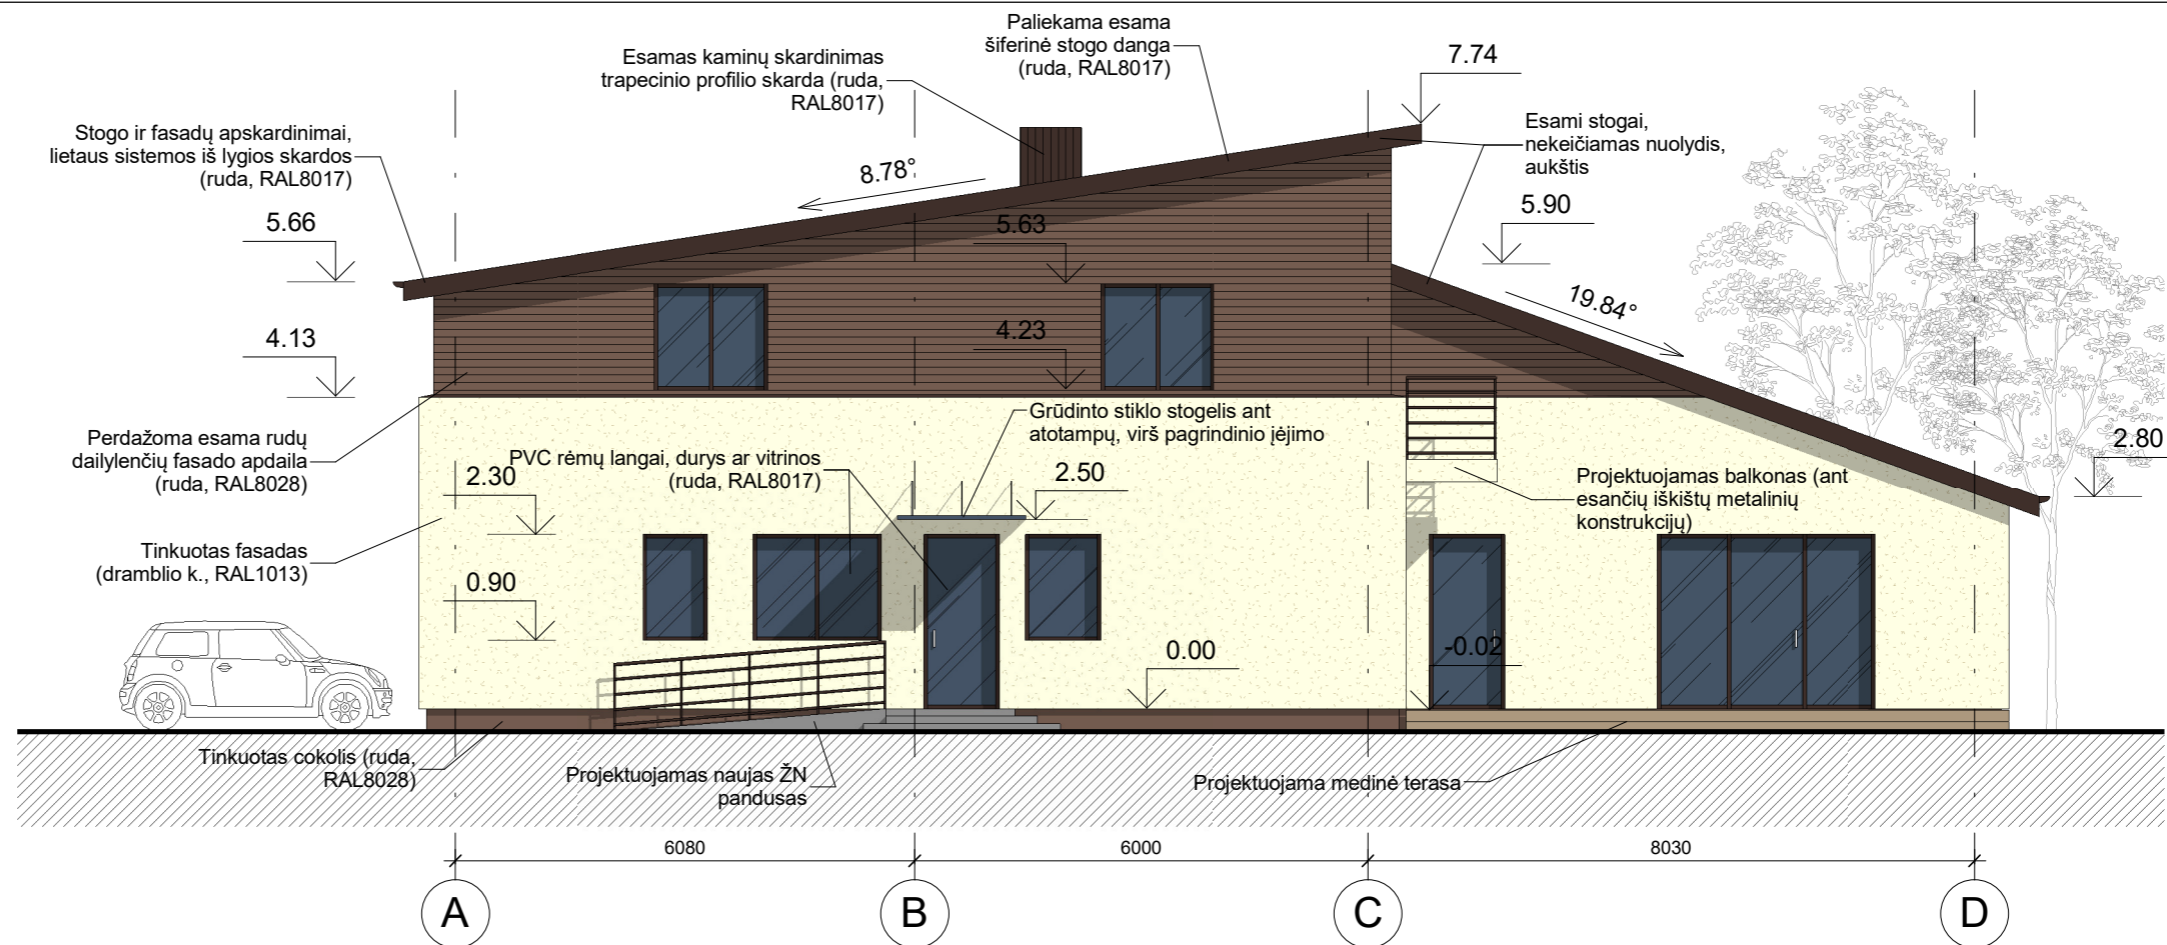 Paliekama esama
šiferinė stogo danga
(ruda, RAL8017)
Esamas kaminų skardinimas
trapecinio profilio skarda (ruda,
RAL8017)
7.74
Stogo ir fasadų apskardinimai,
lietaus sistemos iš lygios skardos
(ruda, RAL8017)
Esami stogai,
nekeičiamas nuolydis,
aukštis
8.78°
5.66
5.63
5.90
19.84°
4.13
4.23
Perdažoma esama rudų
dailylenčių fasado apdaila
(ruda, RAL8028)
Grūdinto stiklo stogelis ant
atotampų, virš pagrindinio įėjimo
PVC rėmų langai, durys ar vitrinos
(ruda, RAL8017)
2.30
2.50
2.80
Projektuojamas balkonas (ant
esančių iškištų metalinių
konstrukcijų)
Tinkuotas fasadas
(dramblio k., RAL1013)
0.90
0.00
-0.02
Tinkuotas cokolis (ruda,
RAL8028)
Projektuojamas naujas ŽN
pandusas
Projektuojama medinė terasa
6080
6000
8030
A
B
C
D